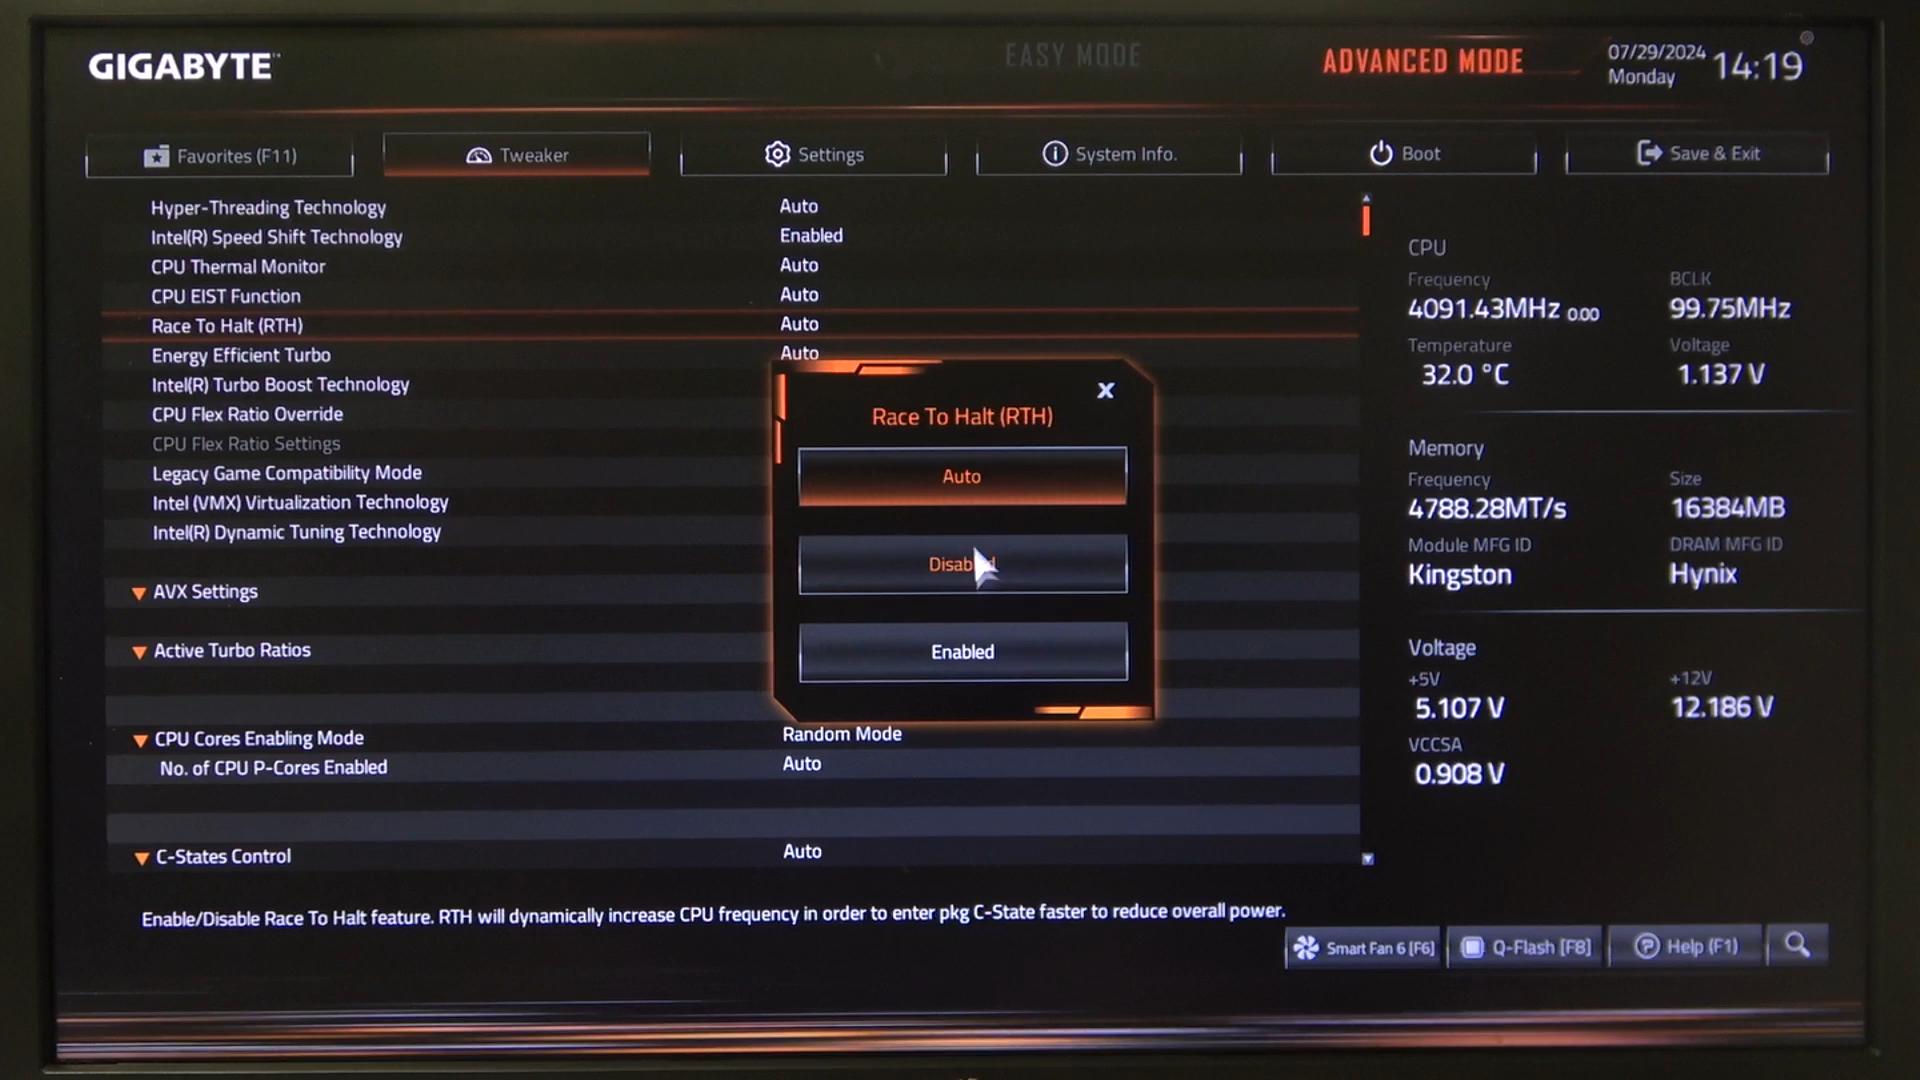 GIGABYTE
EASY MODE
ADVANCED MODE
07/29/2024
Monday
14:19
Favorites (F11)
Tweaker
Settings
System Info.
Boot
Save & Exit
Hyper-Threading Technology Auto
Intel(R) Speed Shift Technology Enabled
CPU Thermal Monitor Auto
CPU EIST Function Auto
Race To Halt (RTH) Auto
Energy Efficient Turbo Auto
Intel(R) Turbo Boost Technology
CPU Flex Ratio Override
CPU Flex Ratio Settings
Legacy Game Compatibility Mode
Intel (VMX) Virtualization Technology
Intel(R) Dynamic Tuning Technology
AVX Settings
Active Turbo Ratios
CPU Cores Enabling Mode Random Mode
No. of CPU P-Cores Enabled Auto
C-States Control Auto
X
Race To Halt (RTH)
Auto
Disabled
Enabled
CPU
Frequency BCLK
4091.43MHz 0.00 99.75MHz
Temperature Voltage
32.0 °C 1.137 V
Memory
Frequency Size
4788.28MT/s 16384MB
Module MFG ID DRAM MFG ID
Kingston Hynix
Voltage
+5V +12V
5.107 V 12.186 V
VCCSA
0.908 V
Enable/Disable Race To Halt feature. RTH will dynamically increase CPU frequency in order to enter pkg C-State faster to reduce overall power.
Smart Fan 6 [F6]
Q-Flash [F8]
Help (F1)